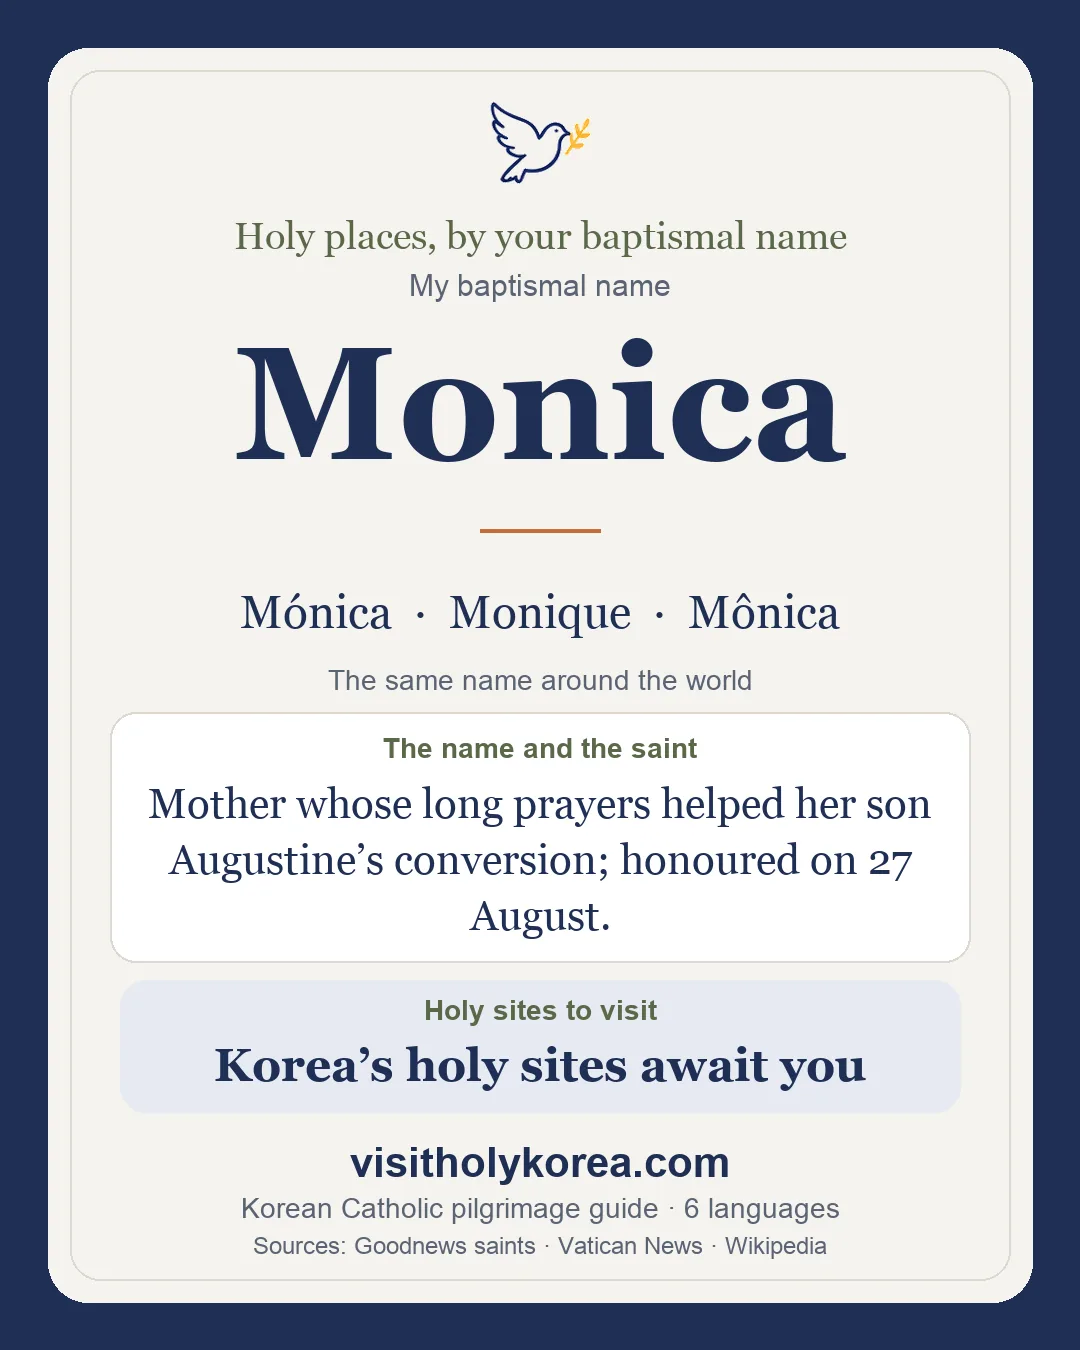 Holy places, by your baptismal name
My baptismal name
Monica
Mónica · Monique · Mônica
The same name around the world
The name and the saint
Mother whose long prayers helped her son
Augustine’s conversion; honoured on 27
August.
Holy sites to visit
Korea’s holy sites await you
visitholykorea.com
Korean Catholic pilgrimage guide · 6 languages
Sources: Goodnews saints · Vatican News · Wikipedia